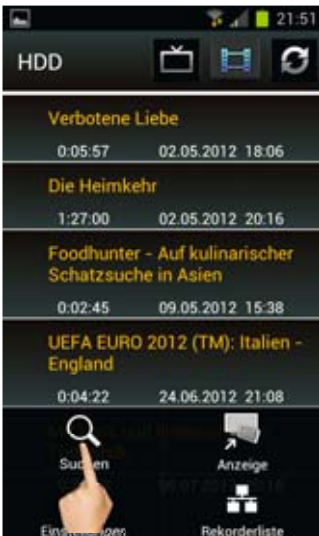 21:51
HDD
Verbotene Liebe
0:05:57 02.05.2012 18:06
Die Heimkehr
1:27:00 02.05.2012 20:16
Foodhunter - Auf kulinarischer
Schatzsuche in Asien
0:02:45 09.05.2012 15:38
UEFA EURO 2012 (TM): Italien -
England
0:04:22 24.06.2012 21:08
Suchen Anzeige
Einstellungen Rekorderliste